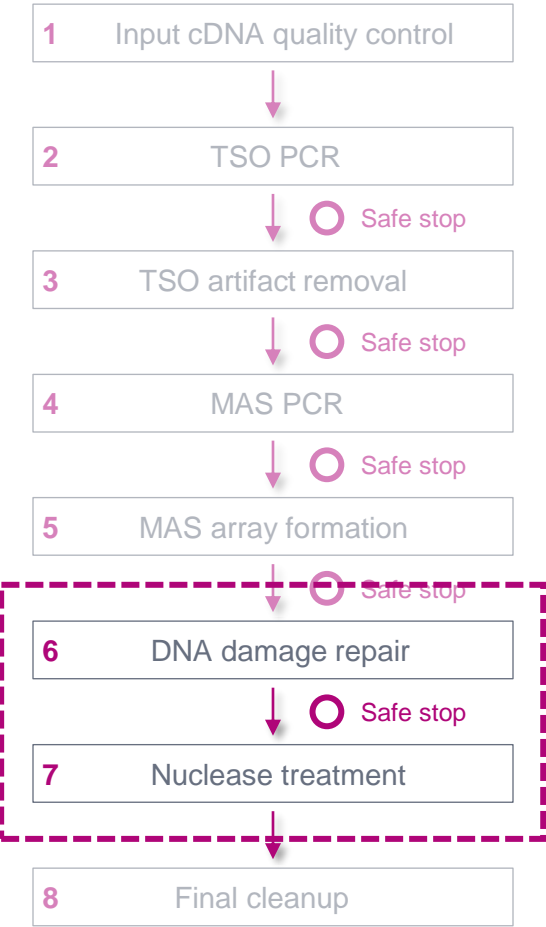 1 Input cDNA quality control
2 TSO PCR
Safe stop
3 TSO artifact removal
Safe stop
4 MAS PCR
Safe stop
5 MAS array formation
Safe stop
6 DNA damage repair
Safe stop
7 Nuclease treatment
8 Final cleanup